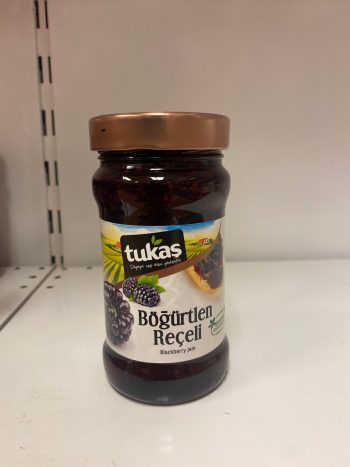 tukaş
Böğürtlen
Reçeli
Blackberry Jam